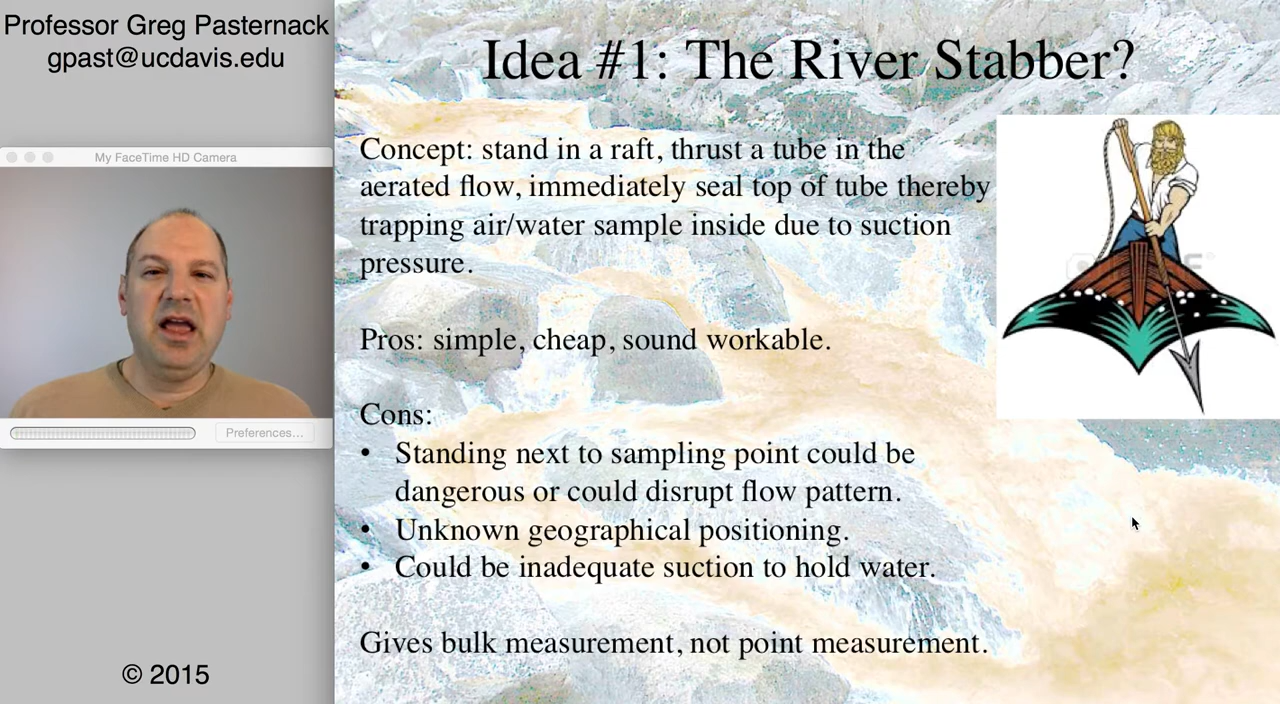 Professor Greg Pasternack
gpast@ucdavis.edu
My FaceTime HD Camera
Preferences...
© 2015
Idea #1: The River Stabber?
Concept: stand in a raft, thrust a tube in the
aerated flow, immediately seal top of tube thereby
trapping air/water sample inside due to suction
pressure.
Pros: simple, cheap, sound workable.
Cons:
• Standing next to sampling point could be
dangerous or could disrupt flow pattern.
• Unknown geographical positioning.
• Could be inadequate suction to hold water.
Gives bulk measurement, not point measurement.